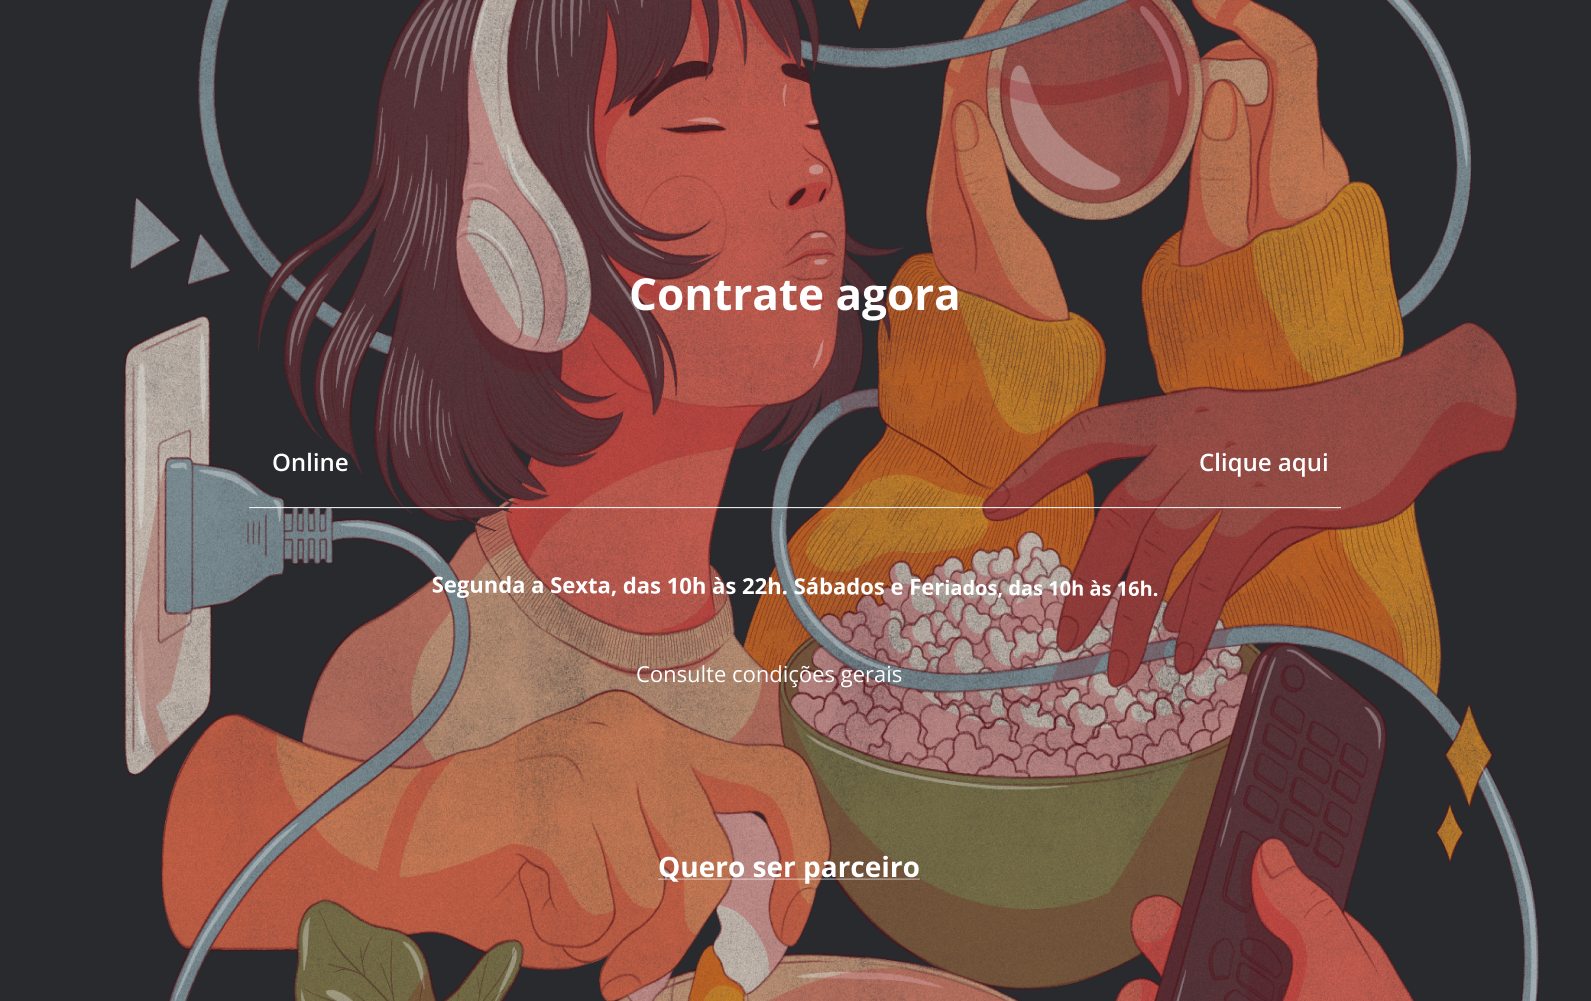 Contrate agora
Online
Clique aqui
Segunda a Sexta, das 10h às 22h. Sábados e Feriados, das 10h às 16h.
Consulte condições gerais
Quero ser parceiro